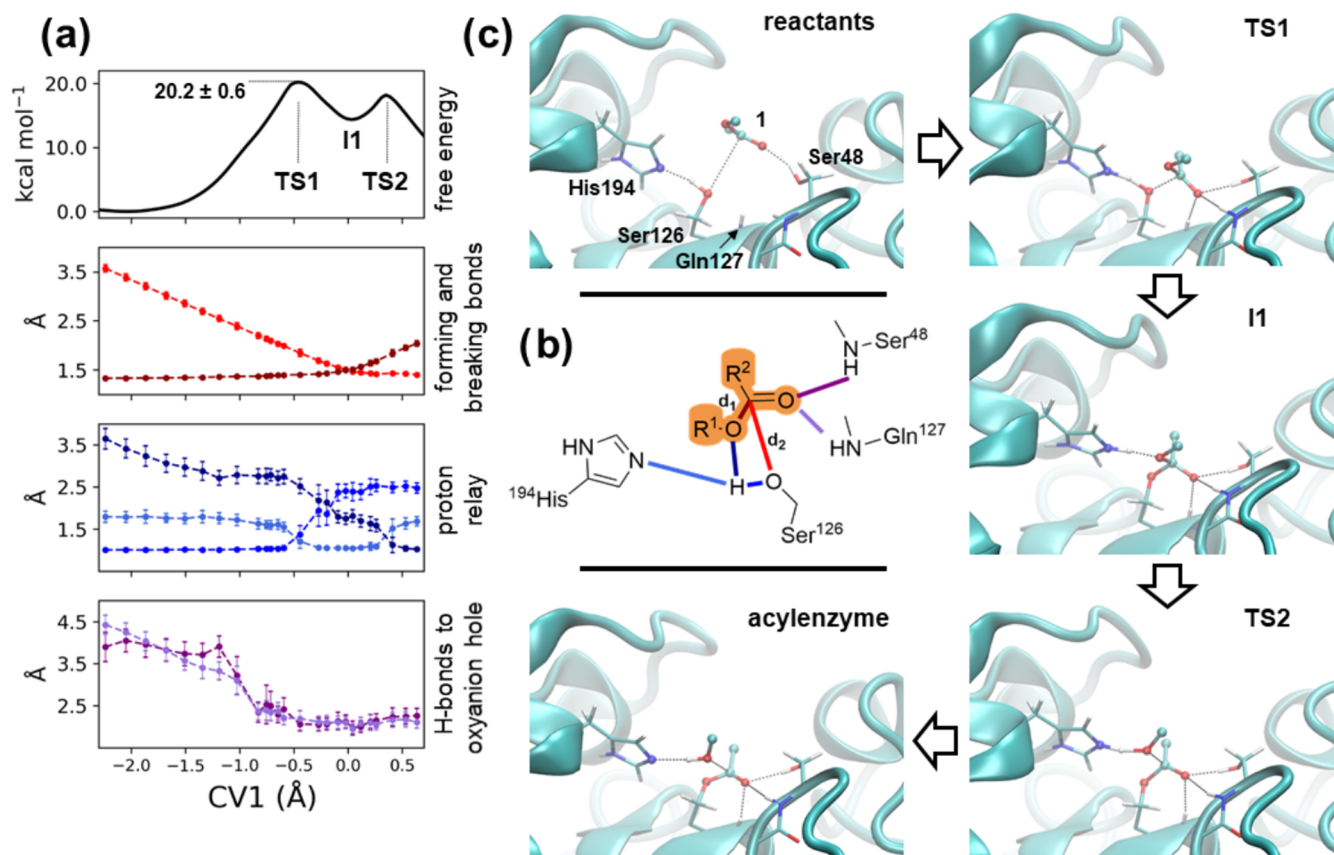 (a)
kcal mol⁻¹
20.0
10.0
0.0
20.2 ± 0.6
TS1
I1
TS2
free energy
Å
3.5
2.5
1.5
forming and
breaking bonds
Å
3.5
2.5
1.5
proton
relay
Å
4.5
3.5
2.5
H-bonds to
oxyanion hole
−2.0
−1.5
−1.0
−0.5
0.0
0.5
CV1 (Å)
(c)
reactants
1
Ser48
His194
Ser126
Gln127
TS1
I1
(b)
R²
d₁
O
R¹
O
d₂
H
N
Ser⁴⁸
HN
Gln¹²⁷
HN
N
¹⁹⁴His
H
O
Ser¹²⁶
acylenzyme
TS2